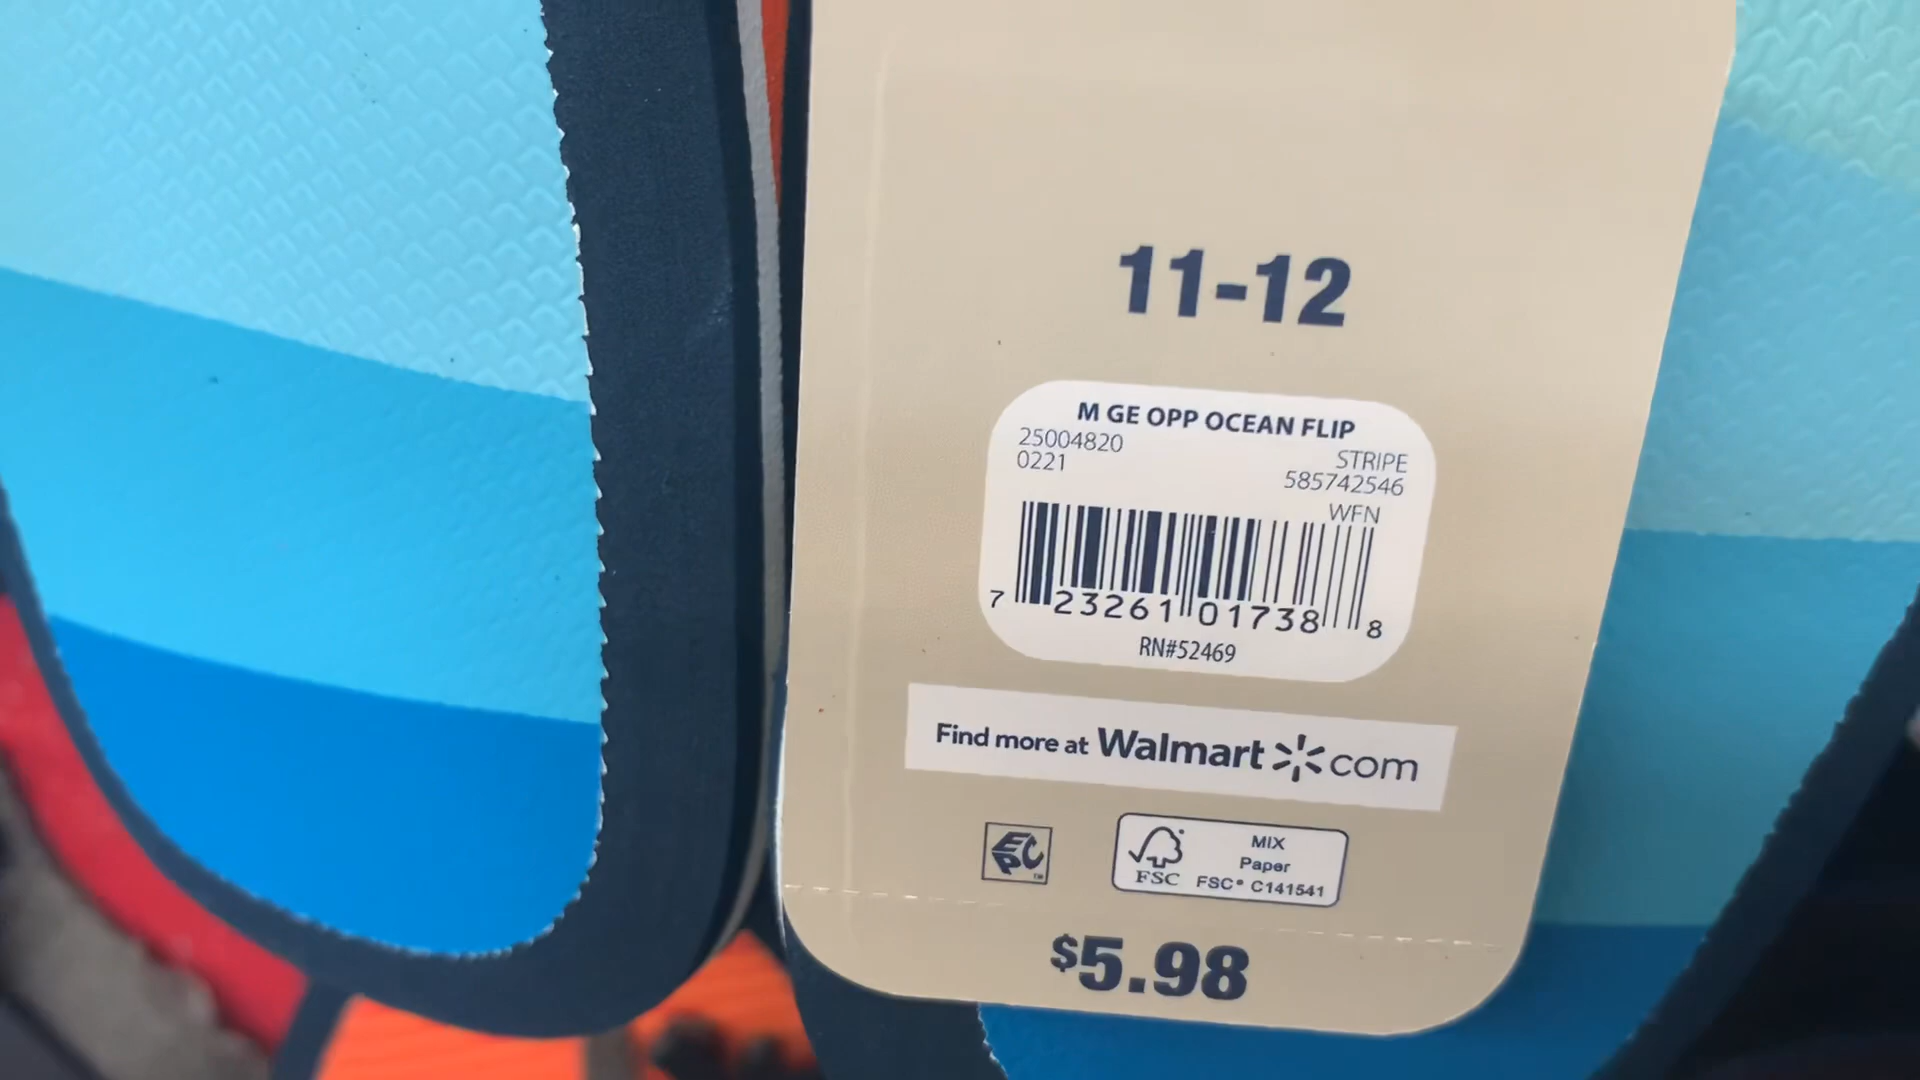 11-12
M GE OPP OCEAN FLIP
25004820
STRIPE
0221
585742546
WFN
7 23261 01738 8
RN#52469
Find more at Walmart com
EPC™
FSC
MIX
Paper
FSC® C141541
$5.98